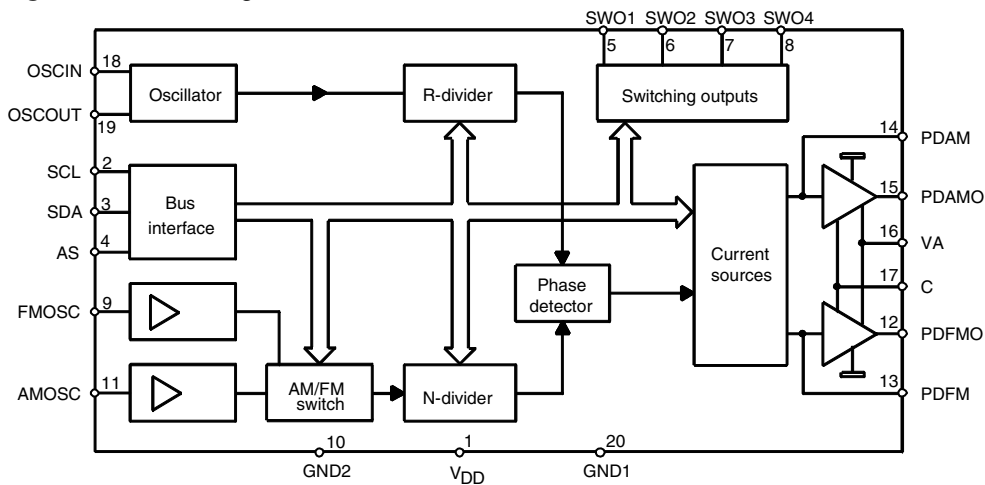 SWO1 SWO2 SWO3 SWO4
5 6 7 8
OSCIN 18
Oscillator
R-divider
Switching outputs
OSCOUT 19
14 PDAM
SCL 2
SDA 3
AS 4
Bus
interface
15 PDAMO
16 VA
Current
sources
17 C
Phase
detector
FMOSC 9
12 PDFMO
AMOSC 11
AM/FM
switch
N-divider
13 PDFM
10 1 20
GND2 VDD GND1